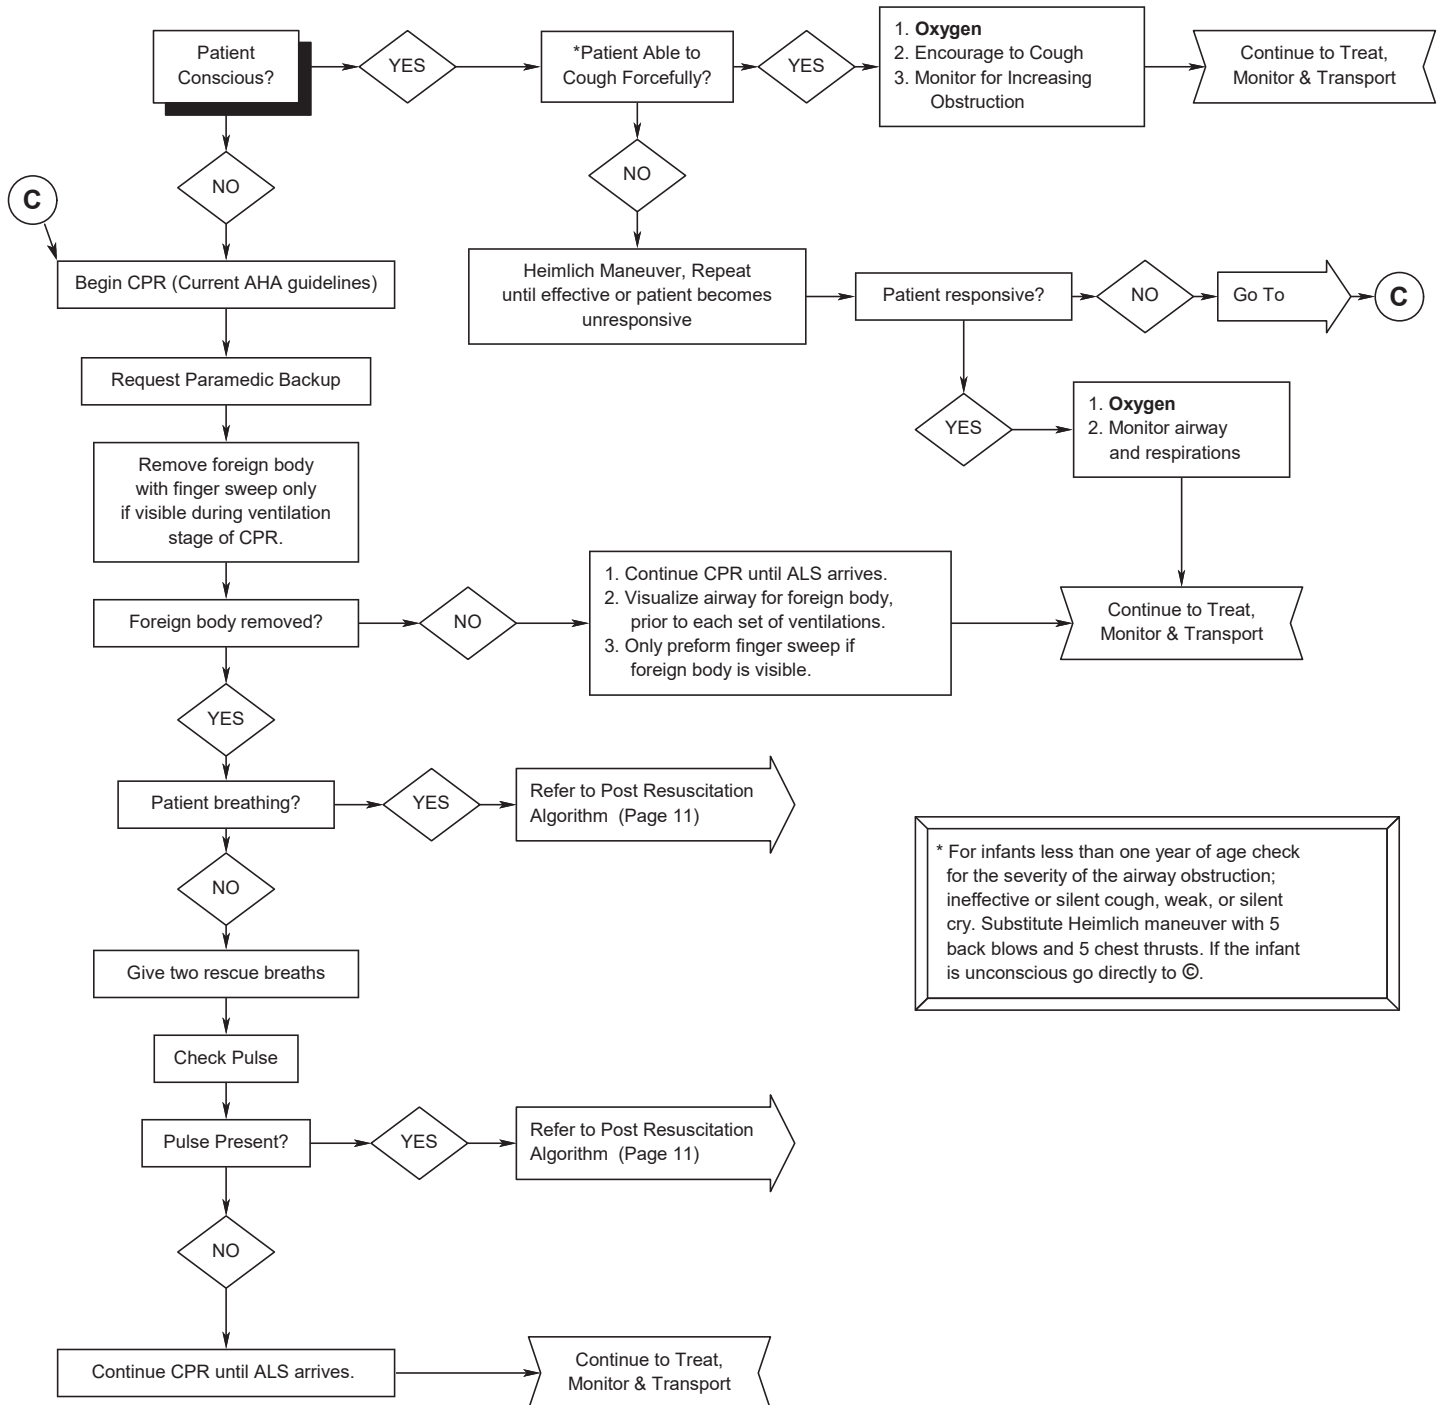 Patient
Conscious?
YES
*Patient Able to
Cough Forcefully?
YES
1. Oxygen
2. Encourage to Cough
3. Monitor for Increasing
Obstruction
Continue to Treat,
Monitor & Transport
NO
NO
C
Begin CPR (Current AHA guidelines)
Heimlich Maneuver, Repeat
until effective or patient becomes
unresponsive
Patient responsive?
NO
Go To
C
Request Paramedic Backup
YES
1. Oxygen
2. Monitor airway
and respirations
Remove foreign body
with finger sweep only
if visible during ventilation
stage of CPR.
Foreign body removed?
NO
1. Continue CPR until ALS arrives.
2. Visualize airway for foreign body,
prior to each set of ventilations.
3. Only preform finger sweep if
foreign body is visible.
Continue to Treat,
Monitor & Transport
YES
Patient breathing?
YES
Refer to Post Resuscitation
Algorithm (Page 11)
* For infants less than one year of age check
for the severity of the airway obstruction;
ineffective or silent cough, weak, or silent
cry. Substitute Heimlich maneuver with 5
back blows and 5 chest thrusts. If the infant
is unconscious go directly to ©.
NO
Give two rescue breaths
Check Pulse
Pulse Present?
YES
Refer to Post Resuscitation
Algorithm (Page 11)
NO
Continue CPR until ALS arrives.
Continue to Treat,
Monitor & Transport